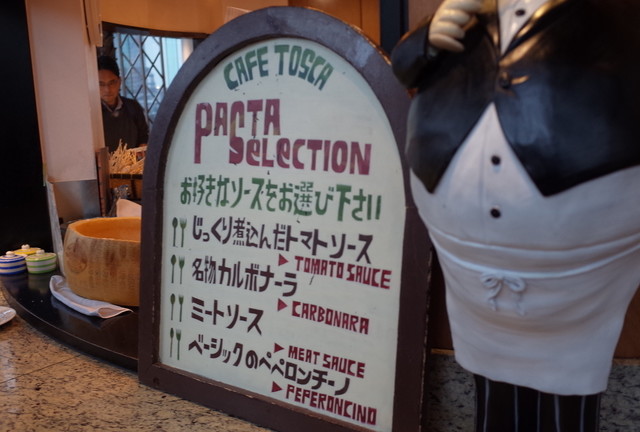 CAFE TOSCA
PASTA
SELECTION
お好きなソースをお選び下さい
じっくり煮込んだトマトソース
▶ TOMATO SAUCE
名物カルボナーラ
▶ CARBONARA
ミートソース
▶ MEAT SAUCE
ベーシックのペペロンチーノ
▶ PEPERONCINO